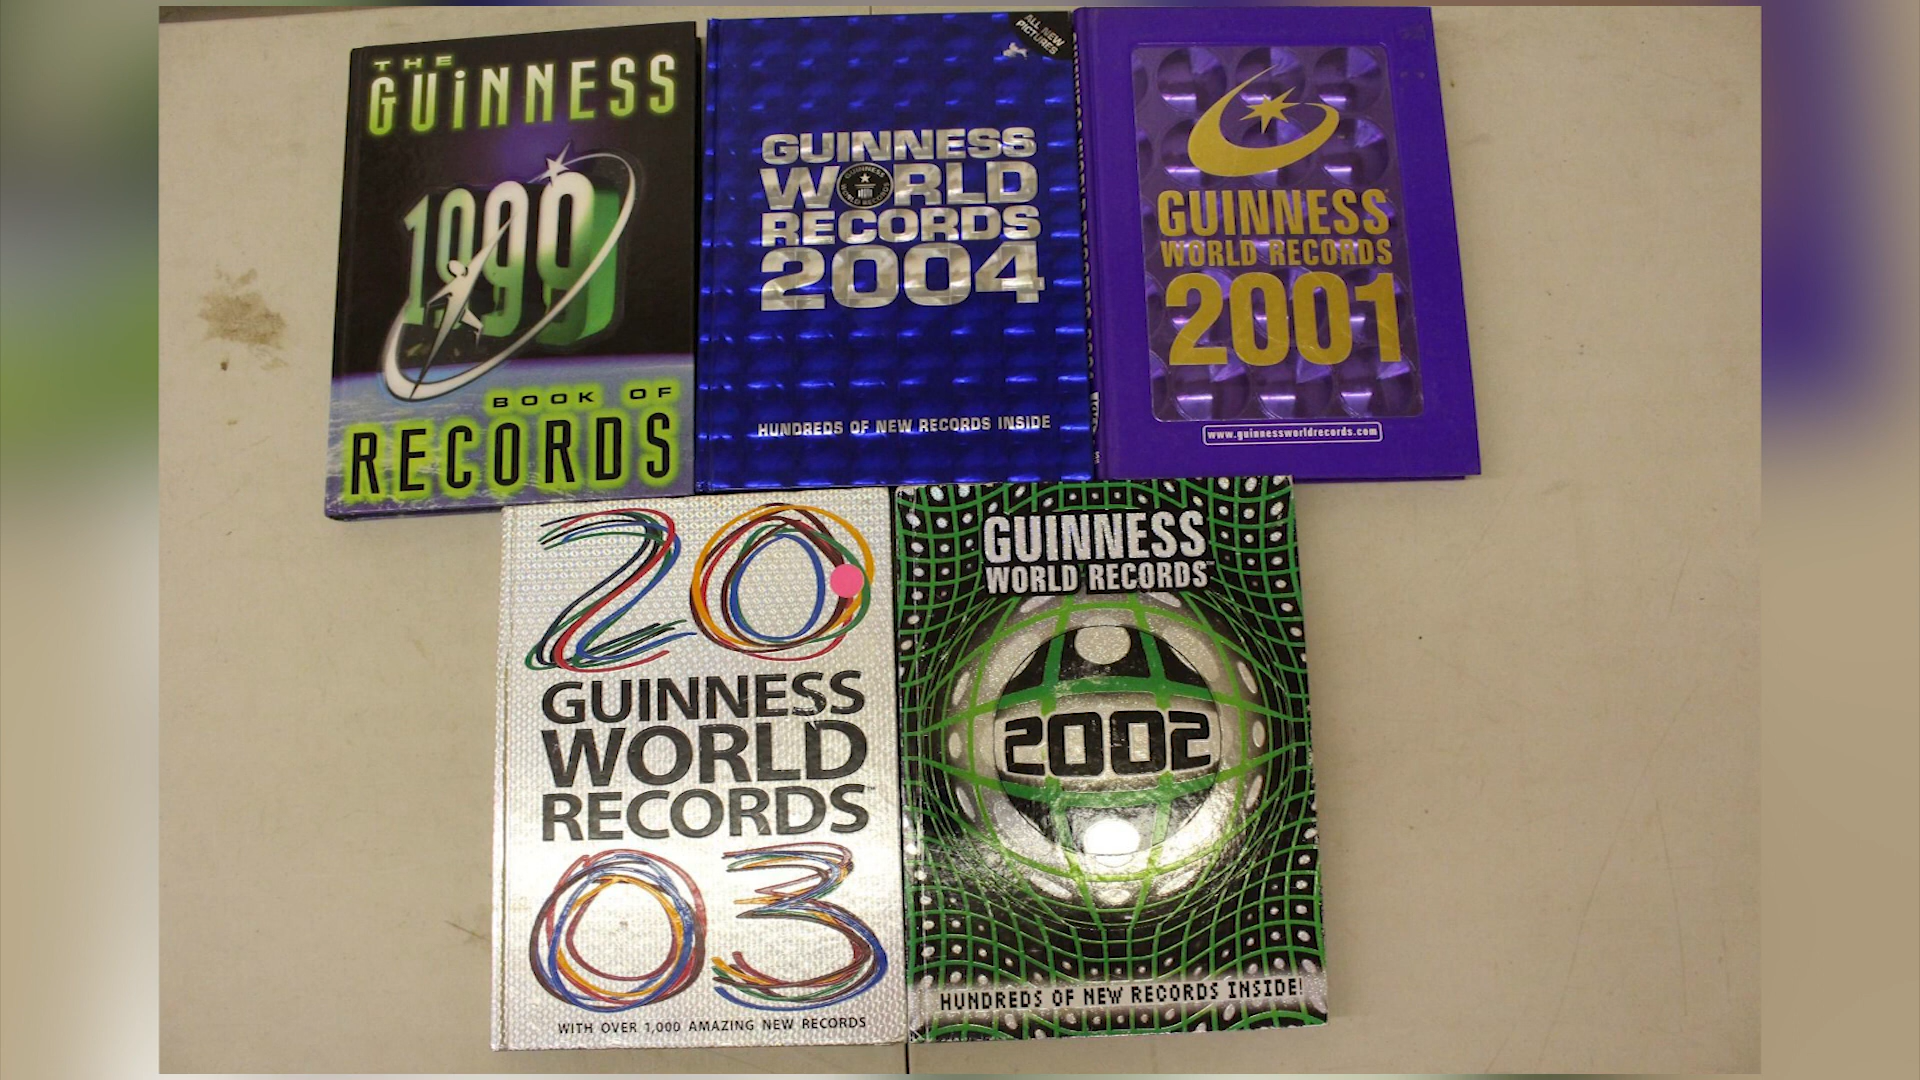 THE
GUiNNESS
1999
BOOK OF
RECORDS
ALL NEW
PICTURES
GUINNESS
WORLD
RECORDS
2004
HUNDREDS OF NEW RECORDS INSIDE
GUINNESS
WORLD RECORDS
2001
www.guinnessworldrecords.com
20
GUINNESS
WORLD
RECORDS™
03
WITH OVER 1,000 AMAZING NEW RECORDS
GUINNESS
WORLD RECORDS™
2002
HUNDREDS OF NEW RECORDS INSIDE!